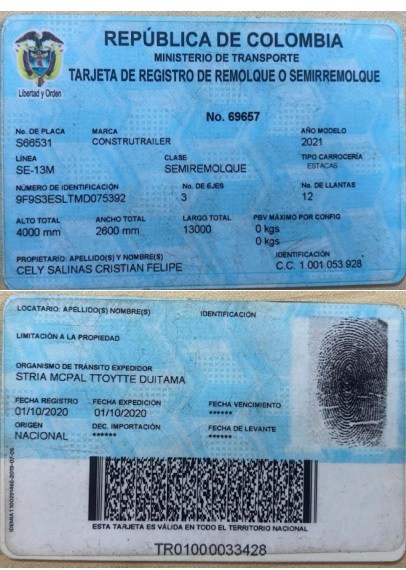 REPÚBLICA DE COLOMBIA
MINISTERIO DE TRANSPORTE
TARJETA DE REGISTRO DE REMOLQUE O SEMIRREMOLQUE
Libertad y Orden
No. 69657
No. DE PLACA MARCA AÑO MODELO
S66531 CONSTRUTRAILER 2021
LÍNEA CLASE TIPO CARROCERÍA
SE-13M SEMIREMOLQUE ESTACAS
NÚMERO DE IDENTIFICACIÓN No. DE EJES No. DE LLANTAS
9F9S3ESLTMD075392 3 12
ALTO TOTAL ANCHO TOTAL LARGO TOTAL PBV MÁXIMO POR CONFIG
4000 mm 2600 mm 13000 0 kgs
0 kgs
PROPIETARIO: APELLIDO(S) Y NOMBRE(S) IDENTIFICACIÓN
CELY SALINAS CRISTIAN FELIPE C.C. 1 001 053 928
LOCATARIO: APELLIDO(S) NOMBRE(S) IDENTIFICACIÓN
LIMITACIÓN A LA PROPIEDAD
ORGANISMO DE TRÁNSITO EXPEDIDOR
STRIA MCPAL TTOYTTE DUITAMA
FECHA REGISTRO FECHA EXPEDICION FECHA VENCIMIENTO
01/10/2020 01/10/2020 ******
ORIGEN DEC. IMPORTACIÓN FECHA DE LEVANTE
NACIONAL ****** ******
ESTA TARJETA ES VÁLIDA EN TODO EL TERRITORIO NACIONAL
TR01000033428